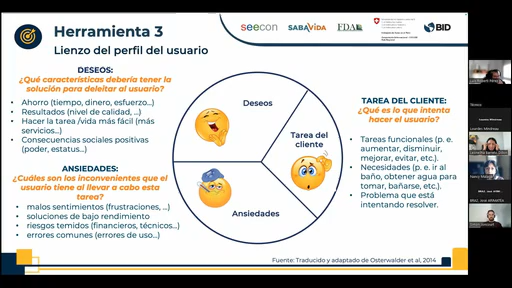 Herramienta 3
Lienzo del perfil del usuario
seecon
SABAVIDA
FDAL
BID
DESEOS:
¿Qué características debería tener la
solución para deleitar al usuario?
• Ahorro (tiempo, dinero, esfuerzo...)
• Resultados (nivel de calidad, ...)
• Hacer la tarea /vida más fácil (más
servicios...)
• Consecuencias sociales positivas
(poder, estatus...)
ANSIEDADES:
¿Cuáles son los inconvenientes que el
usuario tiene al llevar a cabo esta
tarea?
• malos sentimientos (frustraciones, ...)
• soluciones de bajo rendimiento
• riesgos temidos (financieros, técnicos...)
• errores comunes (errores de uso...)
Deseos
Tarea del
cliente
Ansiedades
TAREA DEL CLIENTE:
¿Qué es lo que intenta
hacer el usuario?
• Tareas funcionales (p. e.
aumentar, disminuir,
mejorar, evitar, etc.).
• Necesidades (p. e. ir al
baño, obtener agua para
tomar, bañarse, etc.).
• Problema que está
intentando resolver.
Fuente: Traducido y adaptado de Osterwalder et al, 2014